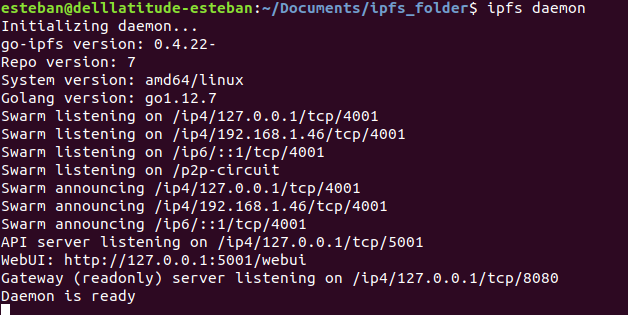 esteban@delllatitude-esteban:~/Documents/ipfs_folder$ ipfs daemon
Initializing daemon...
go-ipfs version: 0.4.22-
Repo version: 7
System version: amd64/linux
Golang version: go1.12.7
Swarm listening on /ip4/127.0.0.1/tcp/4001
Swarm listening on /ip4/192.168.1.46/tcp/4001
Swarm listening on /ip6/::1/tcp/4001
Swarm listening on /p2p-circuit
Swarm announcing /ip4/127.0.0.1/tcp/4001
Swarm announcing /ip4/192.168.1.46/tcp/4001
Swarm announcing /ip6/::1/tcp/4001
API server listening on /ip4/127.0.0.1/tcp/5001
WebUI: http://127.0.0.1:5001/webui
Gateway (readonly) server listening on /ip4/127.0.0.1/tcp/8080
Daemon is ready